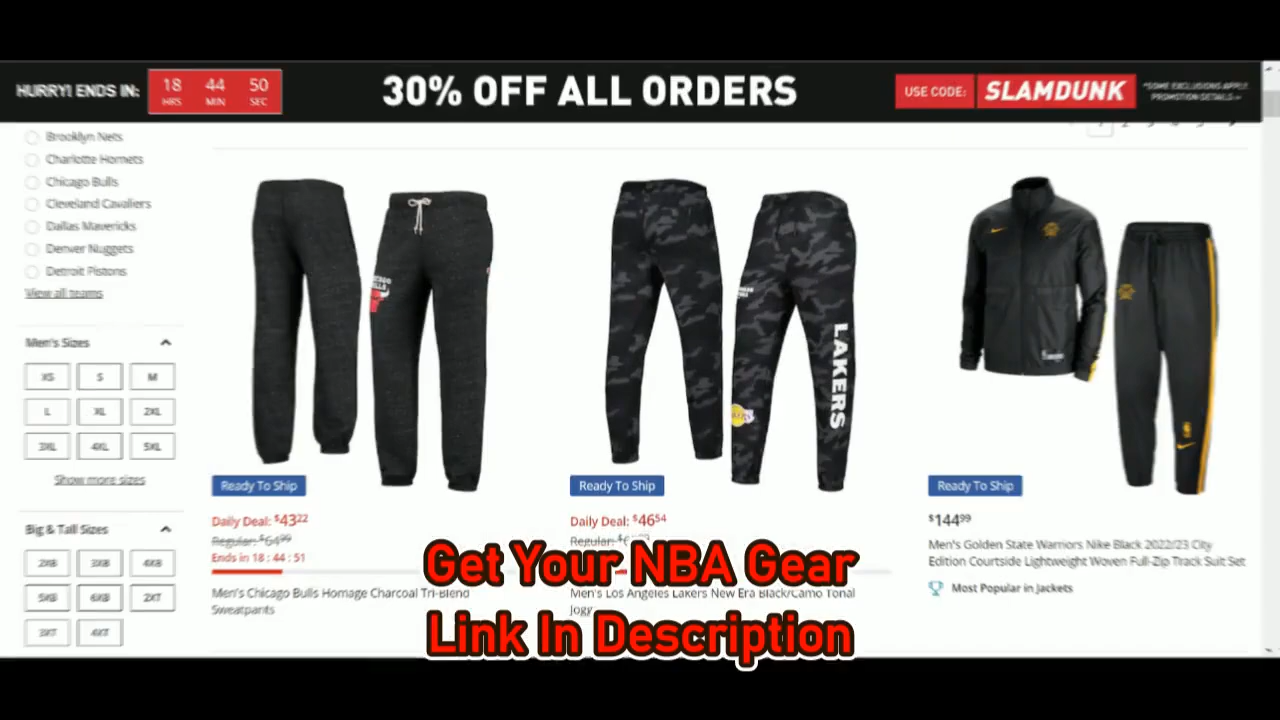 HURRY! ENDS IN:
18 44 50
HRS MIN SEC
30% OFF ALL ORDERS
USE CODE: SLAMDUNK
*SOME EXCLUSIONS APPLY.
PROMOTION DETAILS
Brooklyn Nets
Charlotte Hornets
Chicago Bulls
Cleveland Cavaliers
Dallas Mavericks
Denver Nuggets
Detroit Pistons
View all teams
Men's Sizes
XS S M
L XL 2XL
3XL 4XL 5XL
Show more sizes
Big & Tall Sizes
2XB 3XB 4XB
5XB 6XB 2XT
3XT 4XT
LAKERS
Ready To Ship
Daily Deal: $43.22
Regular: $64.99
Ends in 18 : 44 : 51
Men's Chicago Bulls Homage Charcoal Tri-Blend
Sweatpants
Ready To Ship
Daily Deal: $46.54
Regular:
Men's Los Angeles Lakers New Era Black/Camo Tonal
Ready To Ship
$144.99
Men's Golden State Warriors Nike Black 2022/23 City
Edition Courtside Lightweight Woven Full-Zip Track Suit Set
Most Popular in Jackets
Get Your NBA Gear
Link In Description